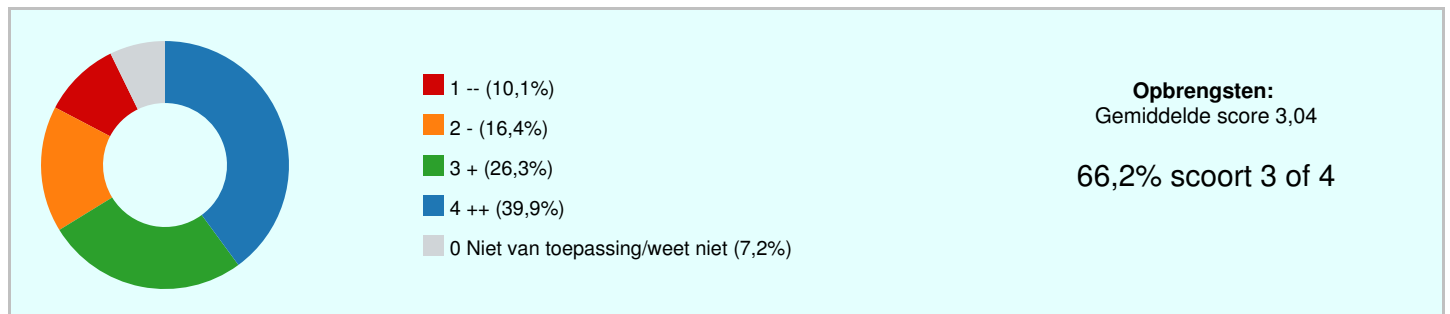 1 -- (10,1%)
2 - (16,4%)
3 + (26,3%)
4 ++ (39,9%)
0 Niet van toepassing/weet niet (7,2%)
Opbrengsten:
Gemiddelde score 3,04
66,2% scoort 3 of 4